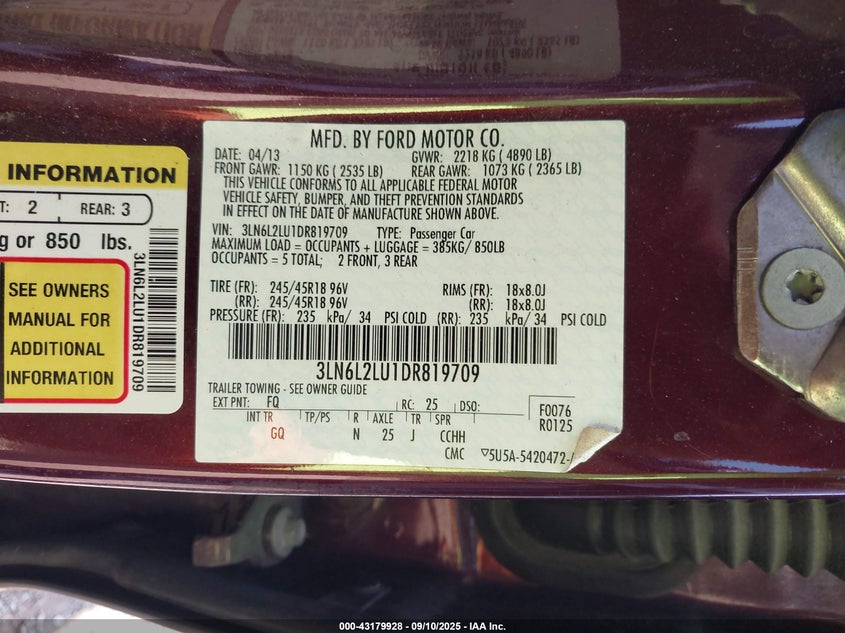 INFORMATION
T: 2 REAR: 3
g or 850 lbs.
SEE OWNERS
MANUAL FOR
ADDITIONAL
INFORMATION
3LN6L2LU1DR819709
MFD. BY FORD MOTOR CO.
DATE: 04/13 GVWR: 2218 KG ( 4890 LB)
FRONT GAWR: 1150 KG ( 2535 LB) REAR GAWR: 1073 KG ( 2365 LB)
THIS VEHICLE CONFORMS TO ALL APPLICABLE FEDERAL MOTOR
VEHICLE SAFETY, BUMPER, AND THEFT PREVENTION STANDARDS
IN EFFECT ON THE DATE OF MANUFACTURE SHOWN ABOVE.
VIN: 3LN6L2LU1DR819709 TYPE: Passenger Car
MAXIMUM LOAD = OCCUPANTS + LUGGAGE = 385KG/ 850LB
OCCUPANTS = 5 TOTAL; 2 FRONT, 3 REAR
TIRE (FR): 245/45R18 96V RIMS (FR): 18x8.0J
(RR): 245/45R18 96V (RR): 18x8.0J
PRESSURE (FR): 235 kPa/ 34 PSI COLD (RR): 235 kPa/ 34 PSI COLD
3LN6L2LU1DR819709
TRAILER TOWING - SEE OWNER GUIDE
EXT PNT: FQ RC: 25 DSO: F0076
R0125
INT TR TP/PS R AXLE TR SPR
GQ N 25 J CCHH
CMC ▽5U5A-5420472-
000-43179928 - 09/10/2025 - IAA Inc.